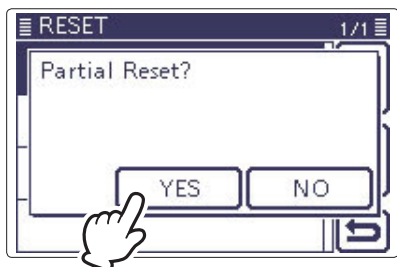 RESET 1/1
Partial Reset?
YES NO